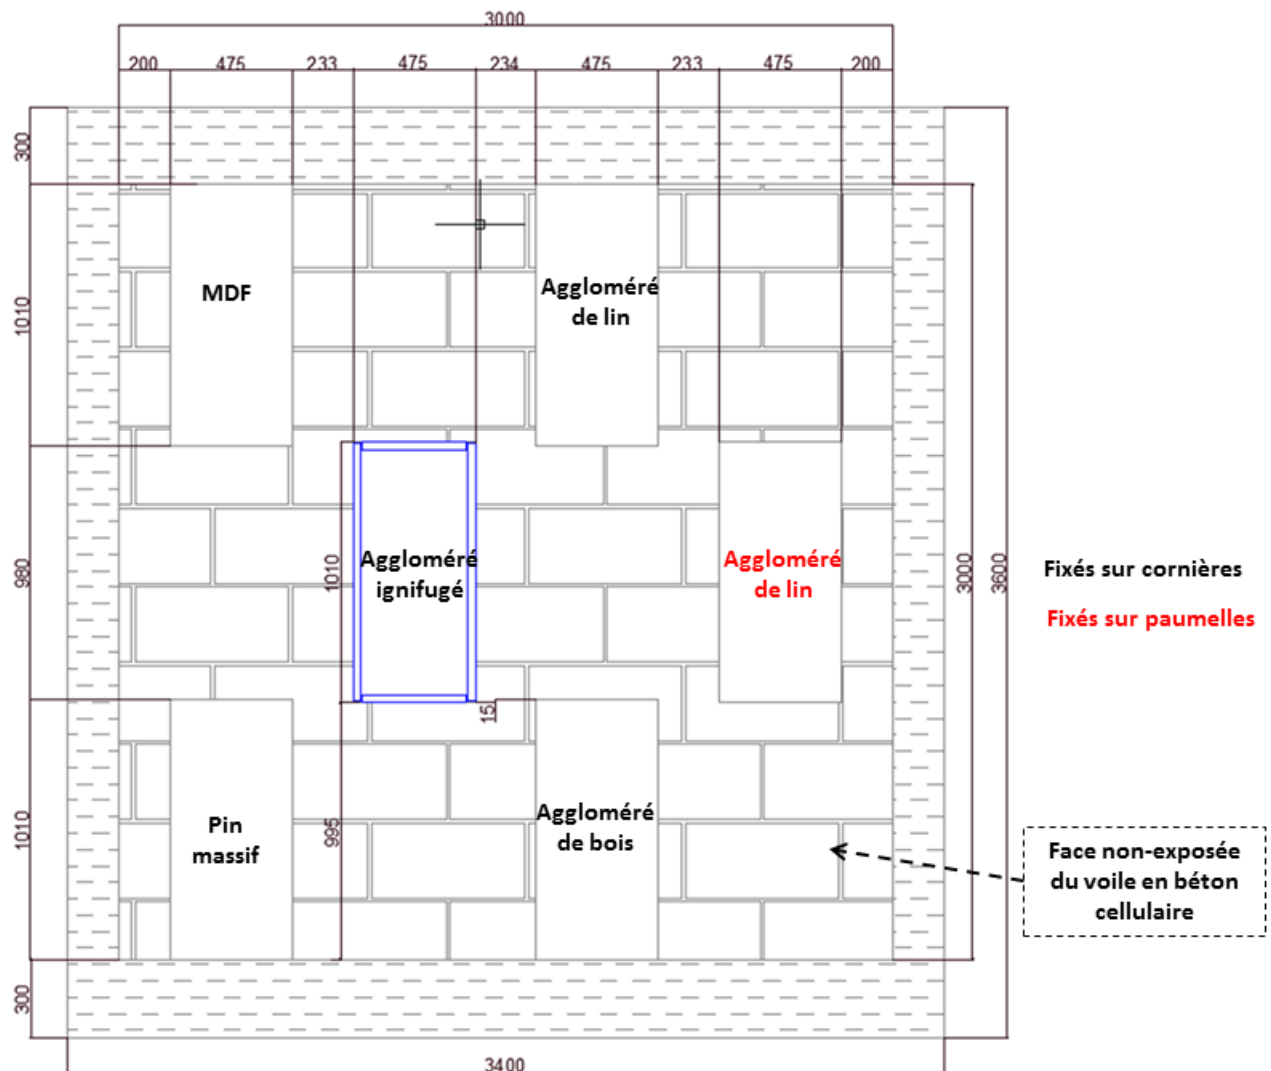 3000
200 475 233 475 234 475 233 475 200
300
1010
980
1010
300
MDF
Aggloméré
de lin
Aggloméré
ignifugé
1010
Aggloméré
de lin
3000
3600
Fixés sur cornières
Fixés sur paumelles
15
995
Pin
massif
Aggloméré
de bois
Face non-exposée
du voile en béton
cellulaire
3400